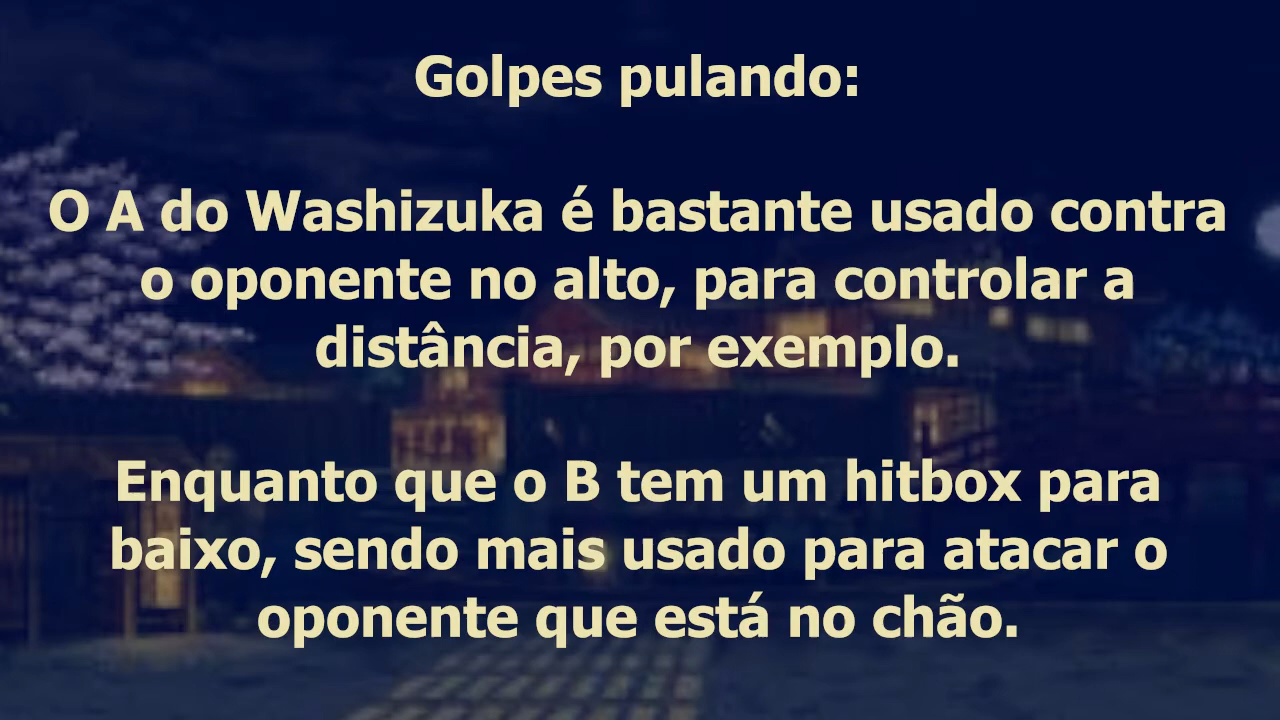 Golpes pulando:
O A do Washizuka é bastante usado contra
o oponente no alto, para controlar a
distância, por exemplo.
Enquanto que o B tem um hitbox para
baixo, sendo mais usado para atacar o
oponente que está no chão.